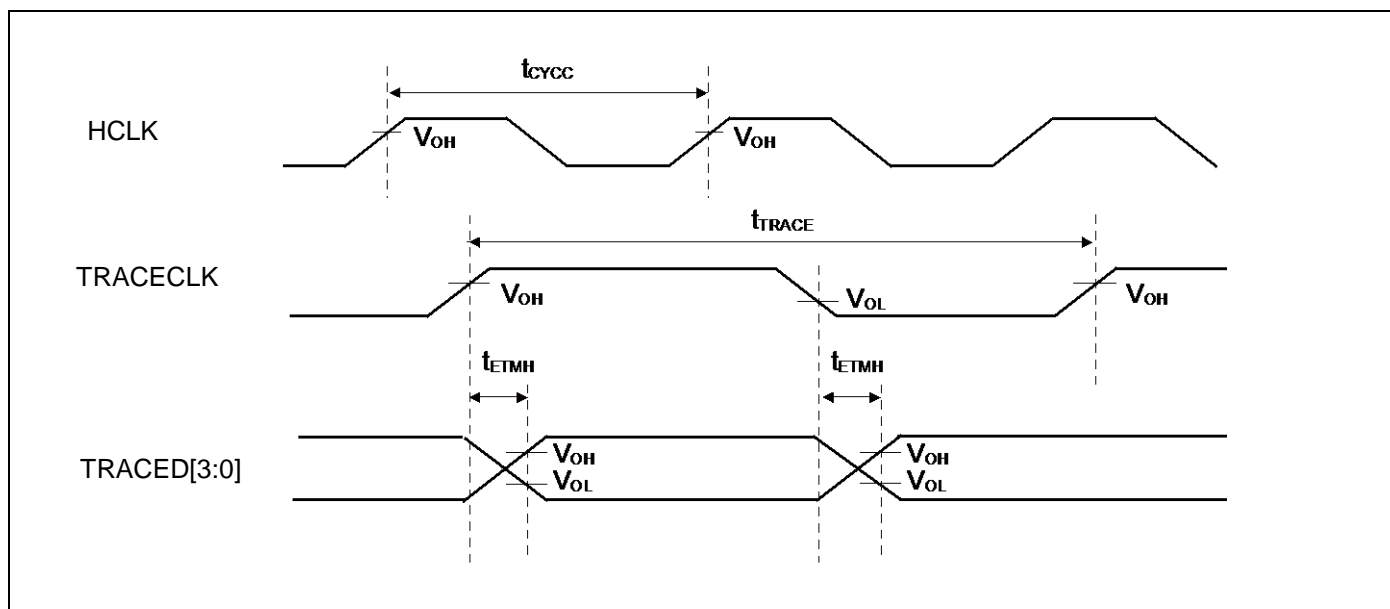 tCYCC
HCLK
VOH
VOH
tTRACE
TRACECLK
VOH
VOL
VOH
tETMH
tETMH
TRACED[3:0]
VOH
VOL
VOH
VOL